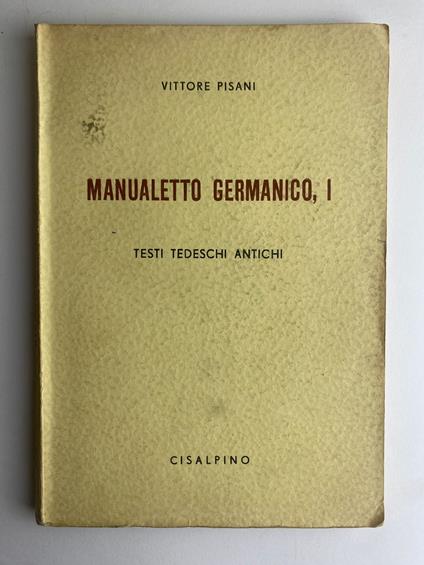 VITTORE PISANI
MANUALETTO GERMANICO, I
TESTI TEDESCHI ANTICHI
CISALPINO